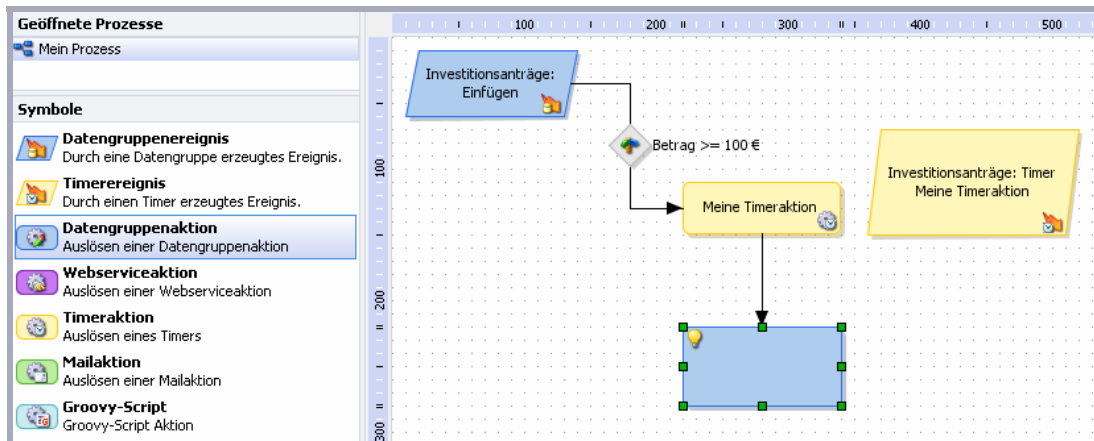 Geöffnete Prozesse
Mein Prozess
Symbole
Datengruppenereignis
Durch eine Datengruppe erzeugtes Ereignis.
Timerereignis
Durch einen Timer erzeugtes Ereignis.
Datengruppenaktion
Auslösen einer Datengruppenaktion
Webserviceaktion
Auslösen einer Webserviceaktion
Timeraktion
Auslösen eines Timers
Mailaktion
Auslösen einer Mailaktion
Groovy-Script
Groovy-Script Aktion
100 200 300 400 500
100
200
300
Investitionsanträge:
Einfügen
Betrag >= 100 €
Meine Timeraktion
Investitionsanträge: Timer
Meine Timeraktion